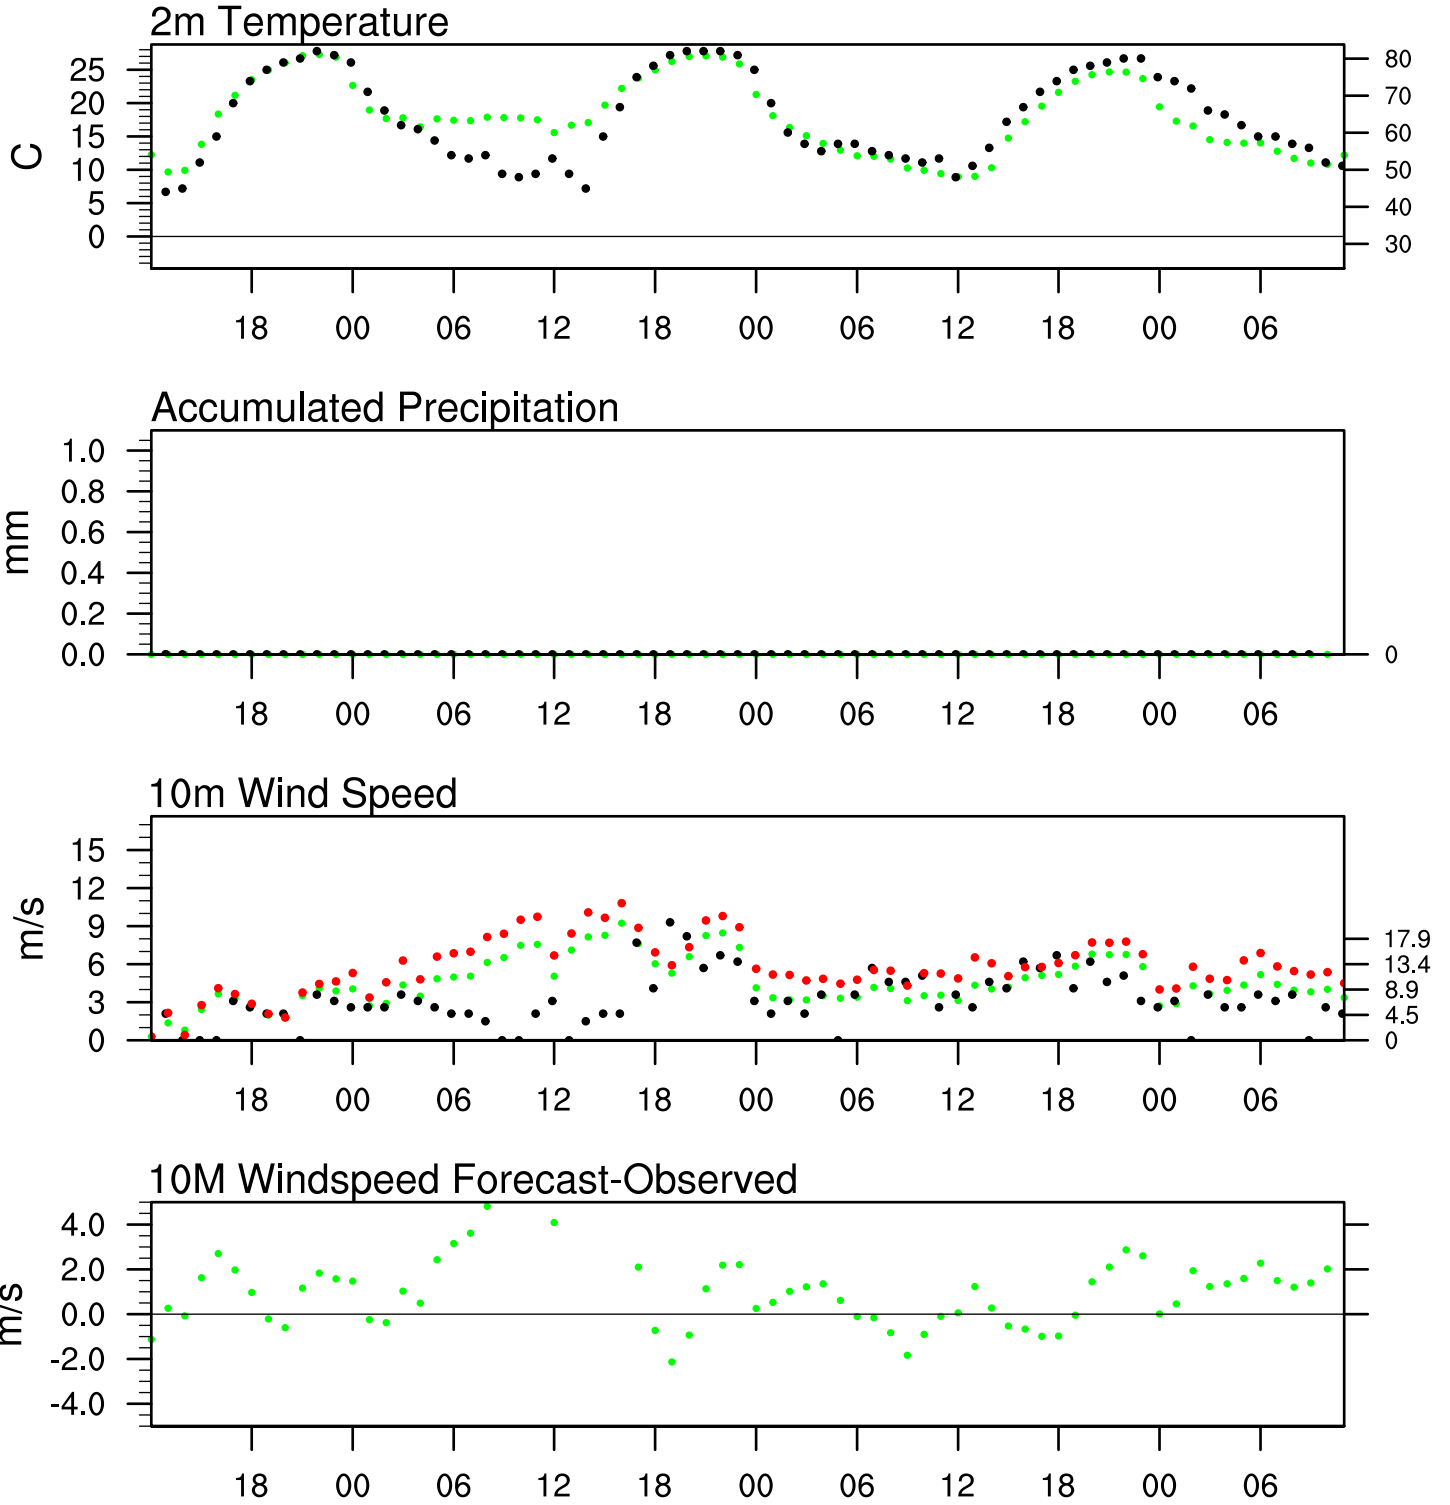 2m Temperature
C
25
20
15
10
5
0
80
70
60
50
40
30
18 00 06 12 18 00 06 12 18 00 06
Accumulated Precipitation
mm
1.0
0.8
0.6
0.4
0.2
0.0
0
18 00 06 12 18 00 06 12 18 00 06
10m Wind Speed
m/s
15
12
9
6
3
0
17.9
13.4
8.9
4.5
0
18 00 06 12 18 00 06 12 18 00 06
10M Windspeed Forecast-Observed
m/s
4.0
2.0
0.0
-2.0
-4.0
18 00 06 12 18 00 06 12 18 00 06